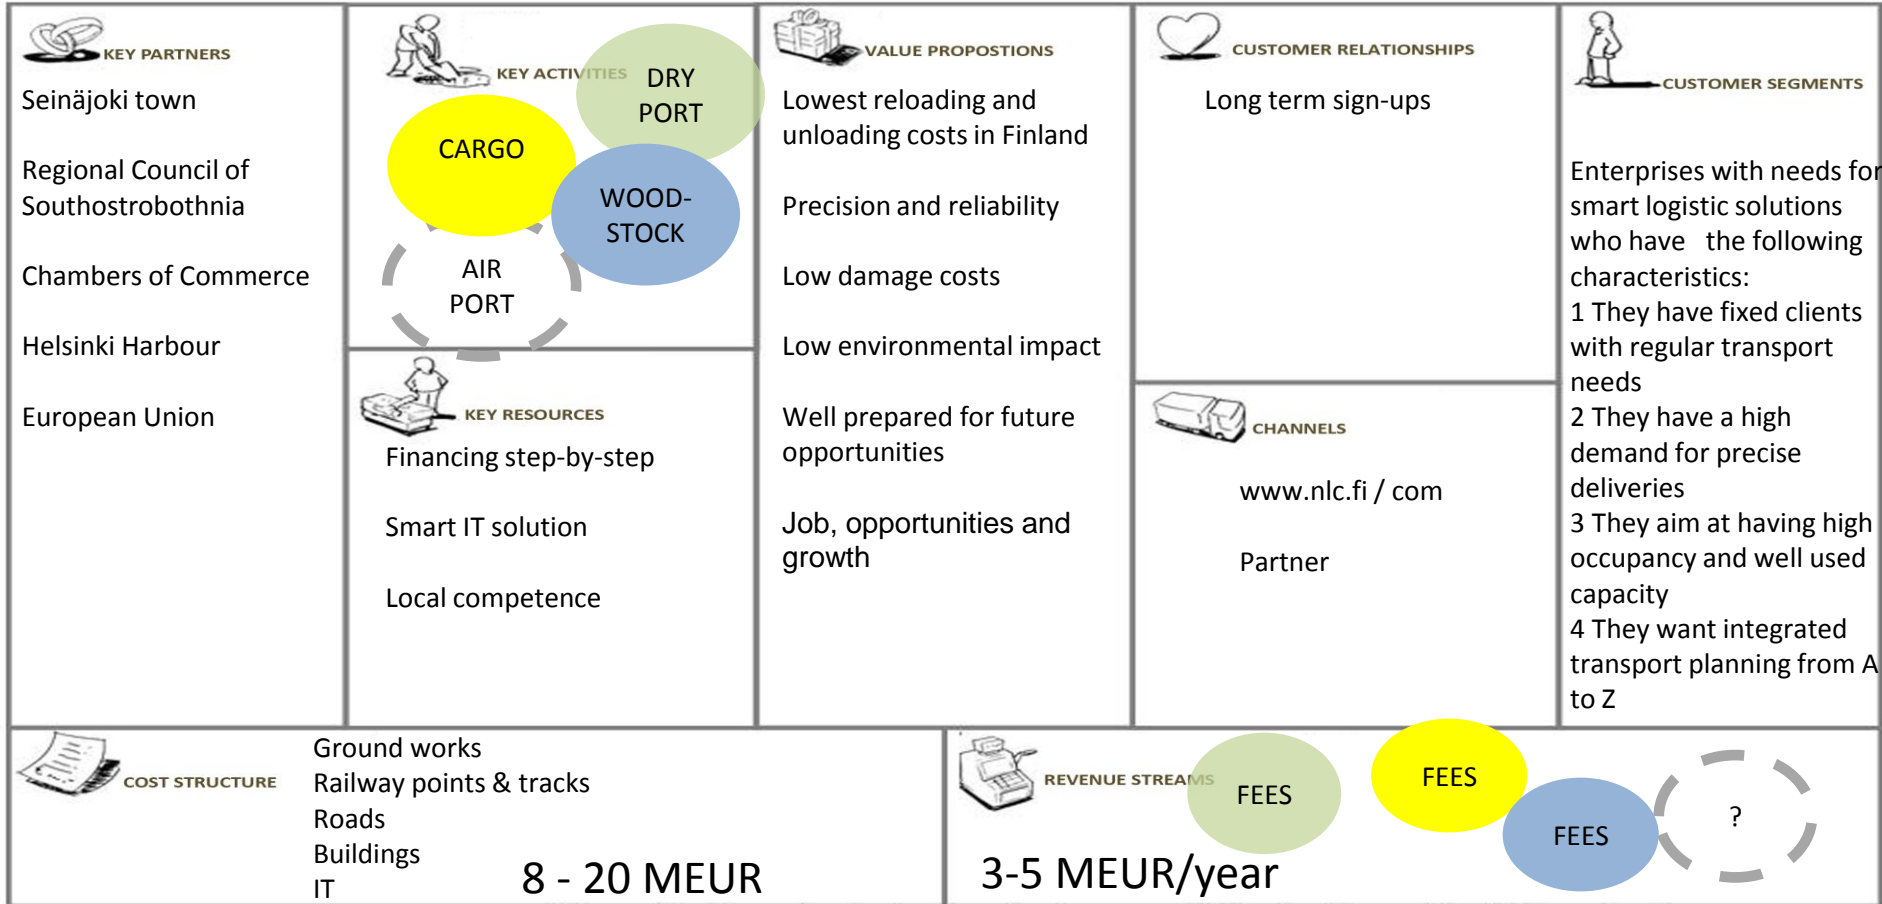 KEY PARTNERS
Seinäjoki town
Regional Council of
Southostrobothnia
Chambers of Commerce
Helsinki Harbour
European Union
KEY ACTIVITIES
DRY
PORT
CARGO
WOOD-
STOCK
AIR
PORT
KEY RESOURCES
Financing step-by-step
Smart IT solution
Local competence
VALUE PROPOSTIONS
Lowest reloading and
unloading costs in Finland
Precision and reliability
Low damage costs
Low environmental impact
Well prepared for future
opportunities
Job, opportunities and
growth
CUSTOMER RELATIONSHIPS
Long term sign-ups
CHANNELS
www.nlc.fi / com
Partner
CUSTOMER SEGMENTS
Enterprises with needs for
smart logistic solutions
who have the following
characteristics:
1 They have fixed clients
with regular transport
needs
2 They have a high
demand for precise
deliveries
3 They aim at having high
occupancy and well used
capacity
4 They want integrated
transport planning from A
to Z
COST STRUCTURE
Ground works
Railway points & tracks
Roads
Buildings
IT
8 - 20 MEUR
REVENUE STREAMS
FEES
FEES
FEES
?
3-5 MEUR/year